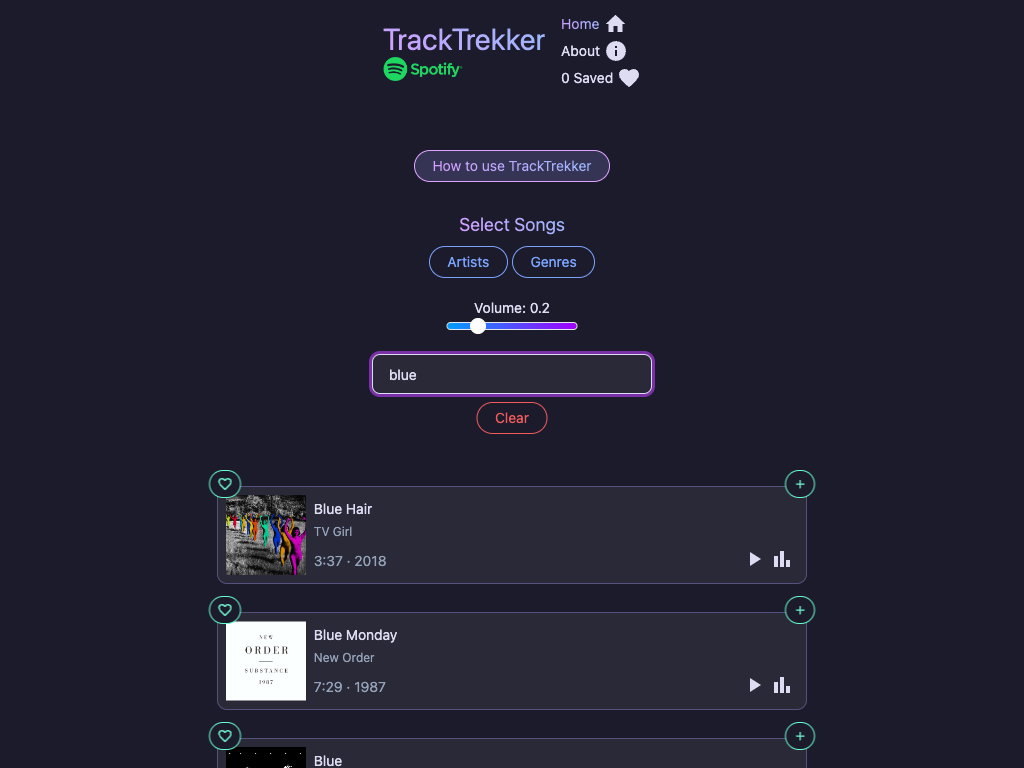 TrackTrekker
Spotify
Home
About
0 Saved
How to use TrackTrekker
Select Songs
Artists
Genres
Volume: 0.2
blue
Clear
Blue Hair
TV Girl
3:37 · 2018
NEW
ORDER
SUBSTANCE
1987
Blue Monday
New Order
7:29 · 1987
Blue